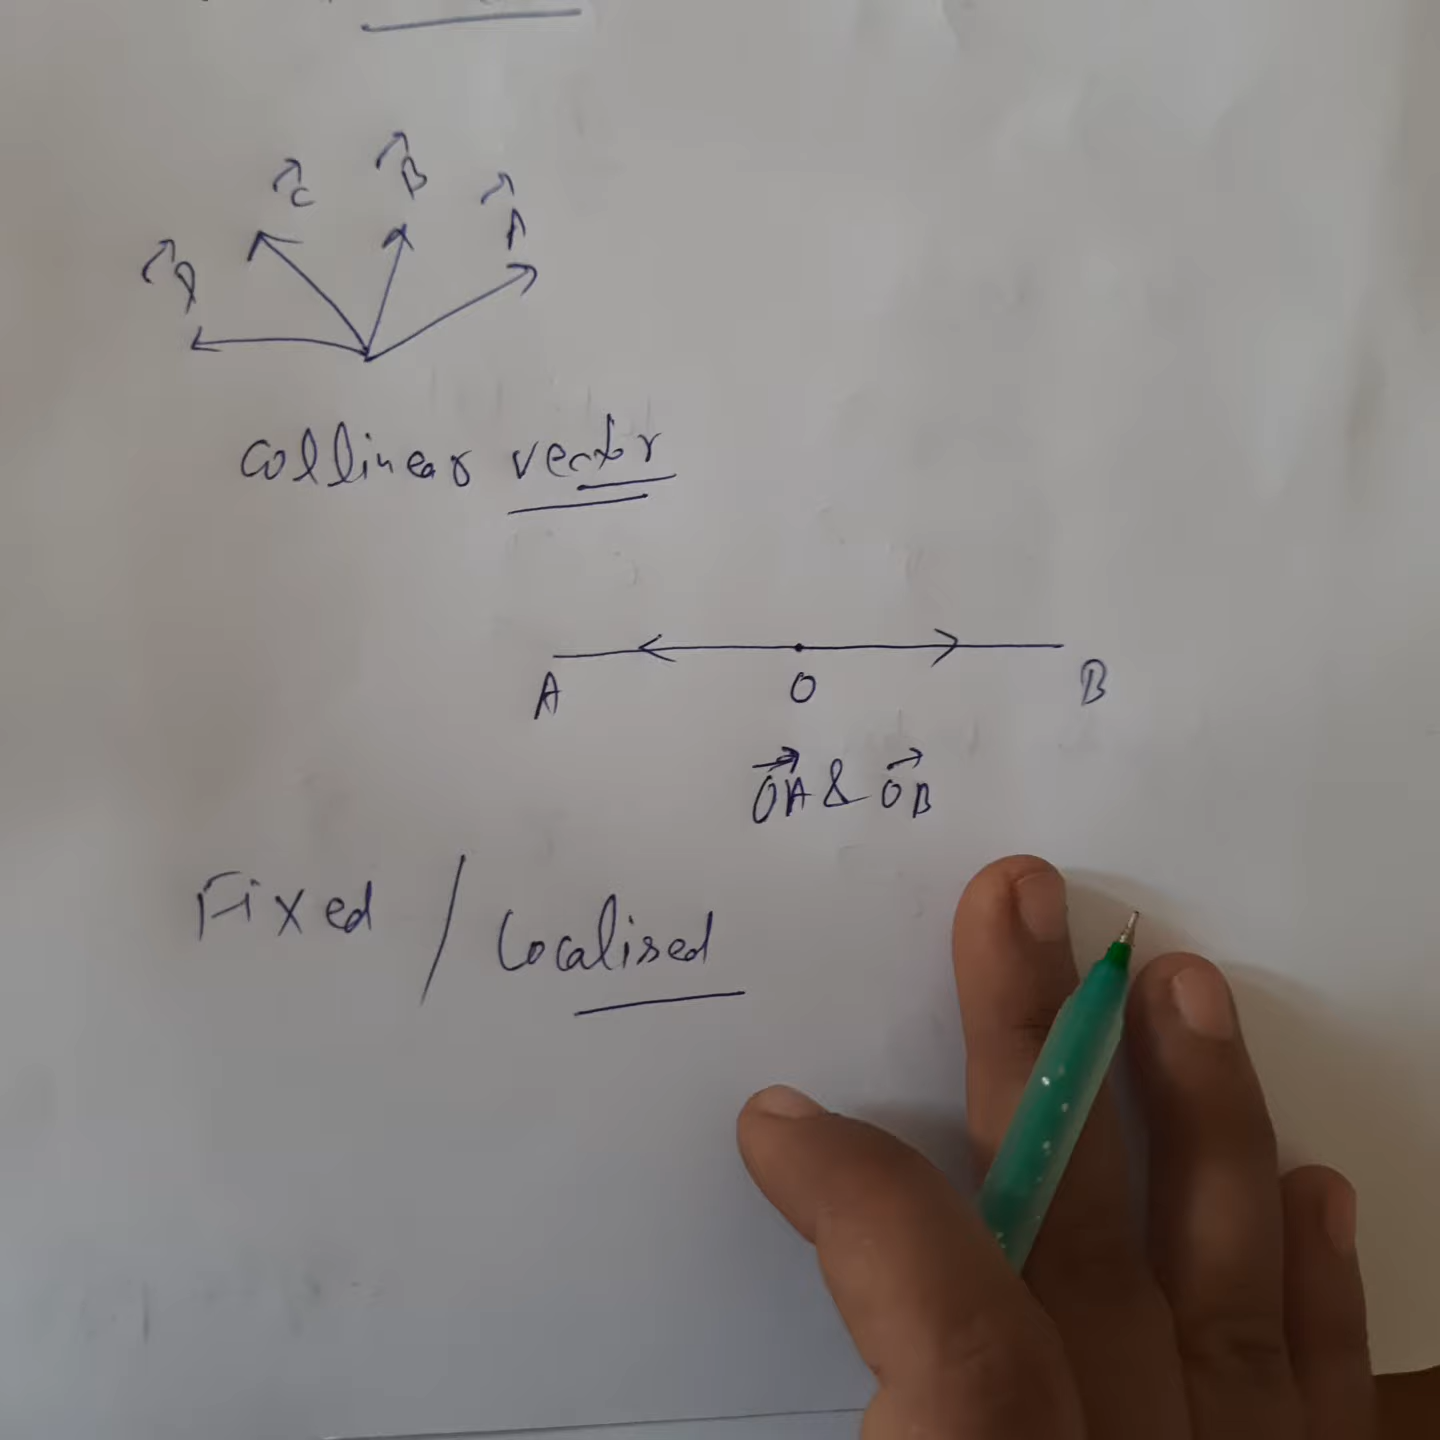 C B A
D
collinear vector
A O B
OA & OB
Fixed / Localised